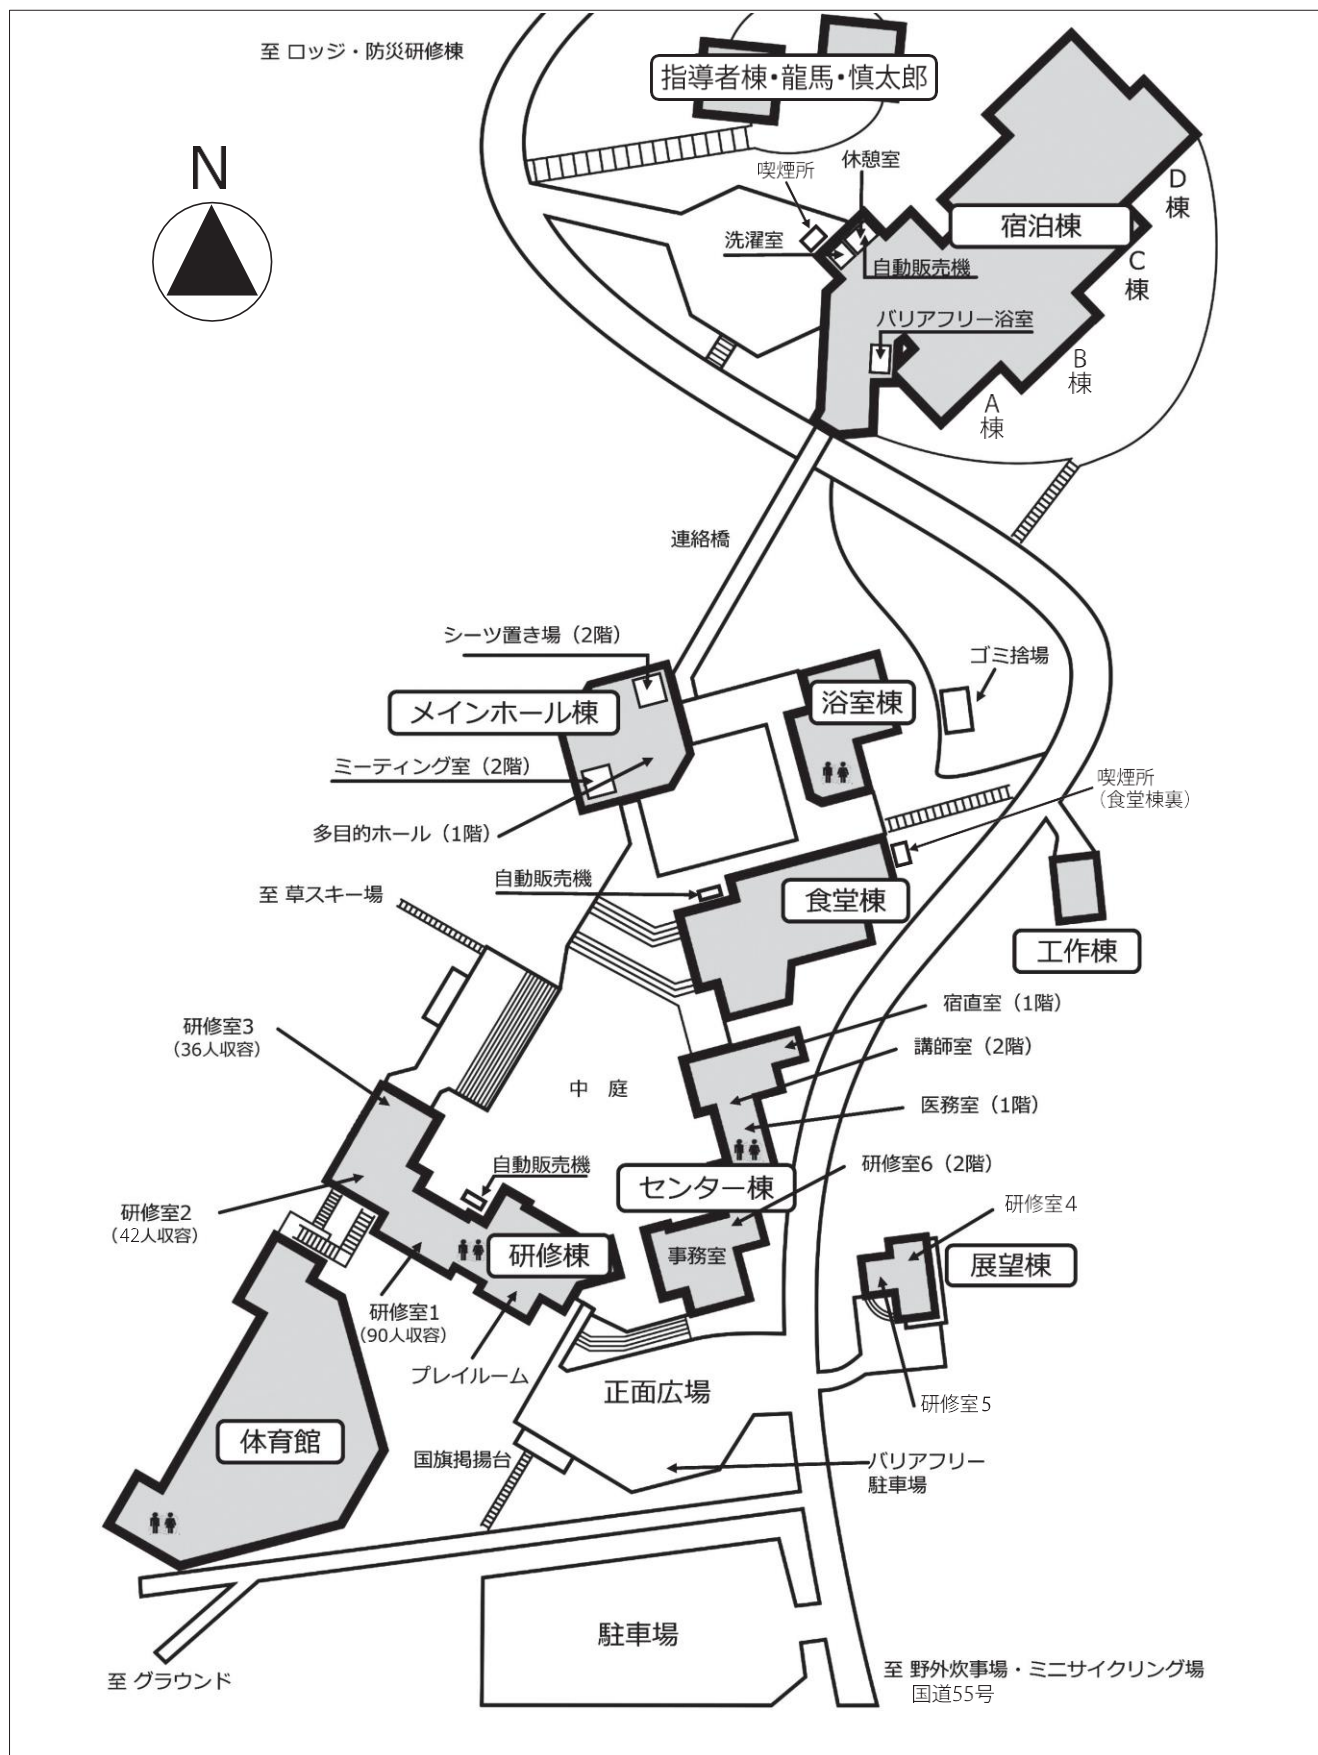 至 ロッジ・防災研修棟
指導者棟・龍馬・慎太郎
N
喫煙所
休憩室
D
棟
宿泊棟
洗濯室
自動販売機
C
棟
バリアフリー浴室
B
棟
A
棟
連絡橋
シーツ置き場（2階）
ゴミ捨場
メインホール棟
浴室棟
ミーティング室（2階）
喫煙所
（食堂棟裏）
多目的ホール（1階）
自動販売機
至 草スキー場
食堂棟
工作棟
宿直室（1階）
研修室3
（36人収容）
講師室（2階）
中 庭
医務室（1階）
自動販売機
研修室6（2階）
センター棟
研修室2
（42人収容）
研修室4
研修棟
事務室
展望棟
研修室1
（90人収容）
プレイルーム
正面広場
研修室5
体育館
国旗掲揚台
バリアフリー
駐車場
駐車場
至 グラウンド
至 野外炊事場・ミニサイクリング場
国道55号